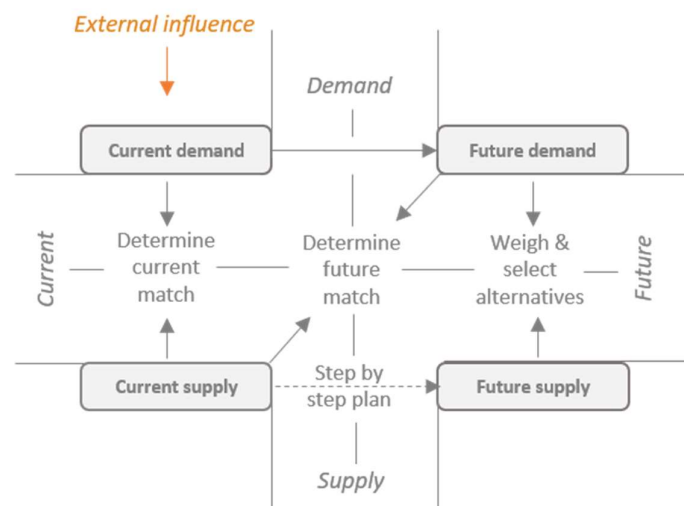 External influence
Demand
Current demand
Future demand
Current
Determine
current
match
Determine
future
match
Weigh &
select
alternatives
Future
Current supply
Step by
step plan
Future supply
Supply